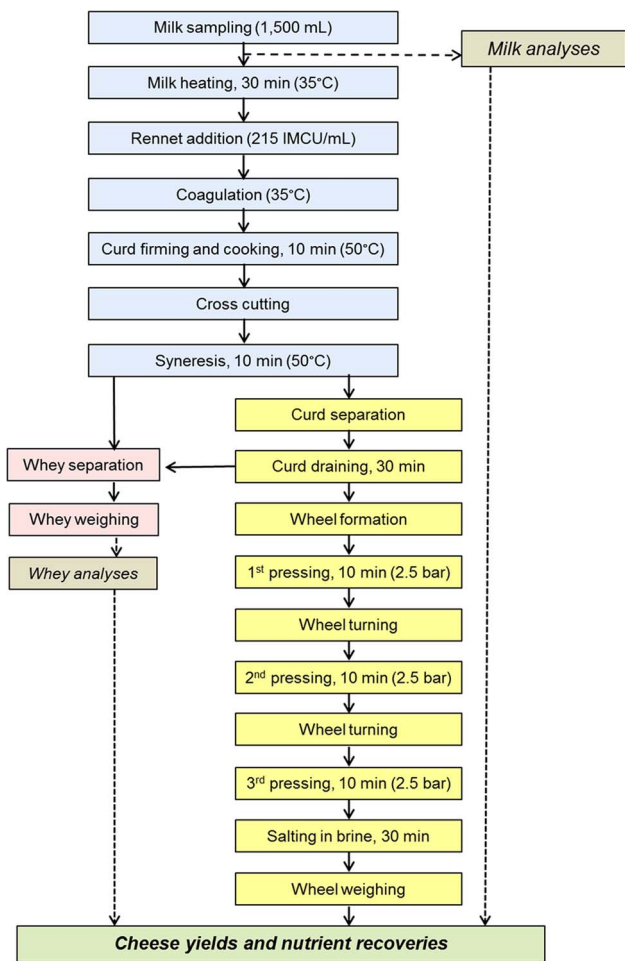 Milk sampling (1,500 mL)
Milk analyses
Milk heating, 30 min (35°C)
Rennet addition (215 IMCU/mL)
Coagulation (35°C)
Curd firming and cooking, 10 min (50°C)
Cross cutting
Syneresis, 10 min (50°C)
Curd separation
Whey separation
Curd draining, 30 min
Whey weighing
Wheel formation
Whey analyses
1st pressing, 10 min (2.5 bar)
Wheel turning
2nd pressing, 10 min (2.5 bar)
Wheel turning
3rd pressing, 10 min (2.5 bar)
Salting in brine, 30 min
Wheel weighing
Cheese yields and nutrient recoveries